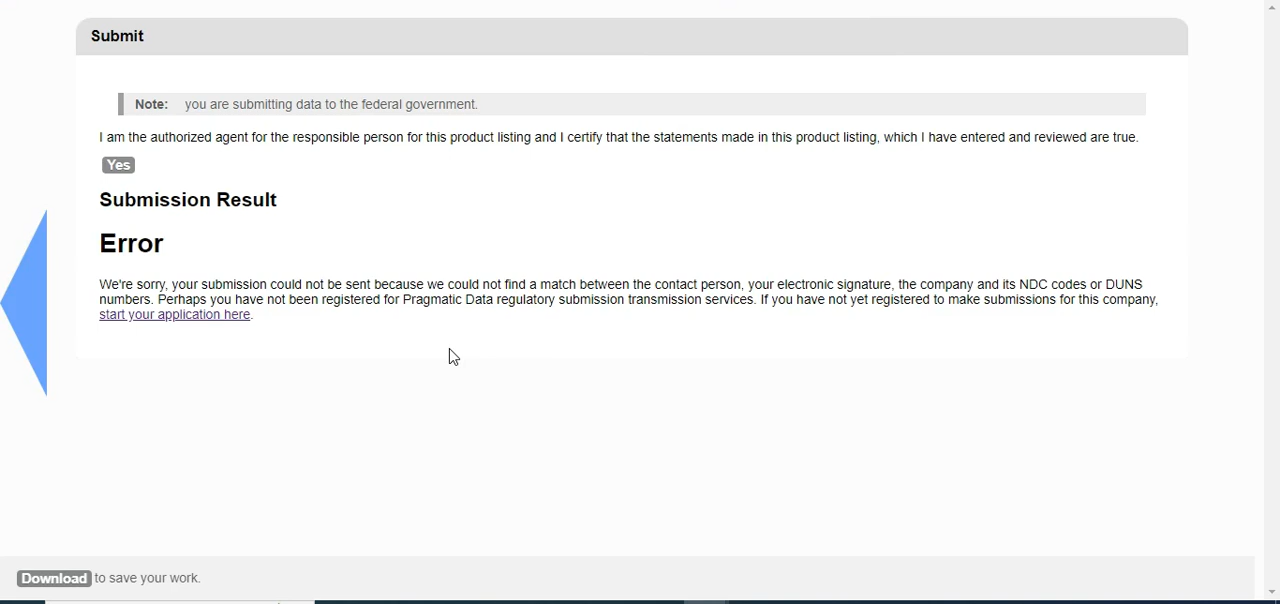 Submit
Note: you are submitting data to the federal government.
I am the authorized agent for the responsible person for this product listing and I certify that the statements made in this product listing, which I have entered and reviewed are true.
Yes
Submission Result
Error
We're sorry, your submission could not be sent because we could not find a match between the contact person, your electronic signature, the company and its NDC codes or DUNS
numbers. Perhaps you have not been registered for Pragmatic Data regulatory submission transmission services. If you have not yet registered to make submissions for this company,
start your application here.
Download to save your work.